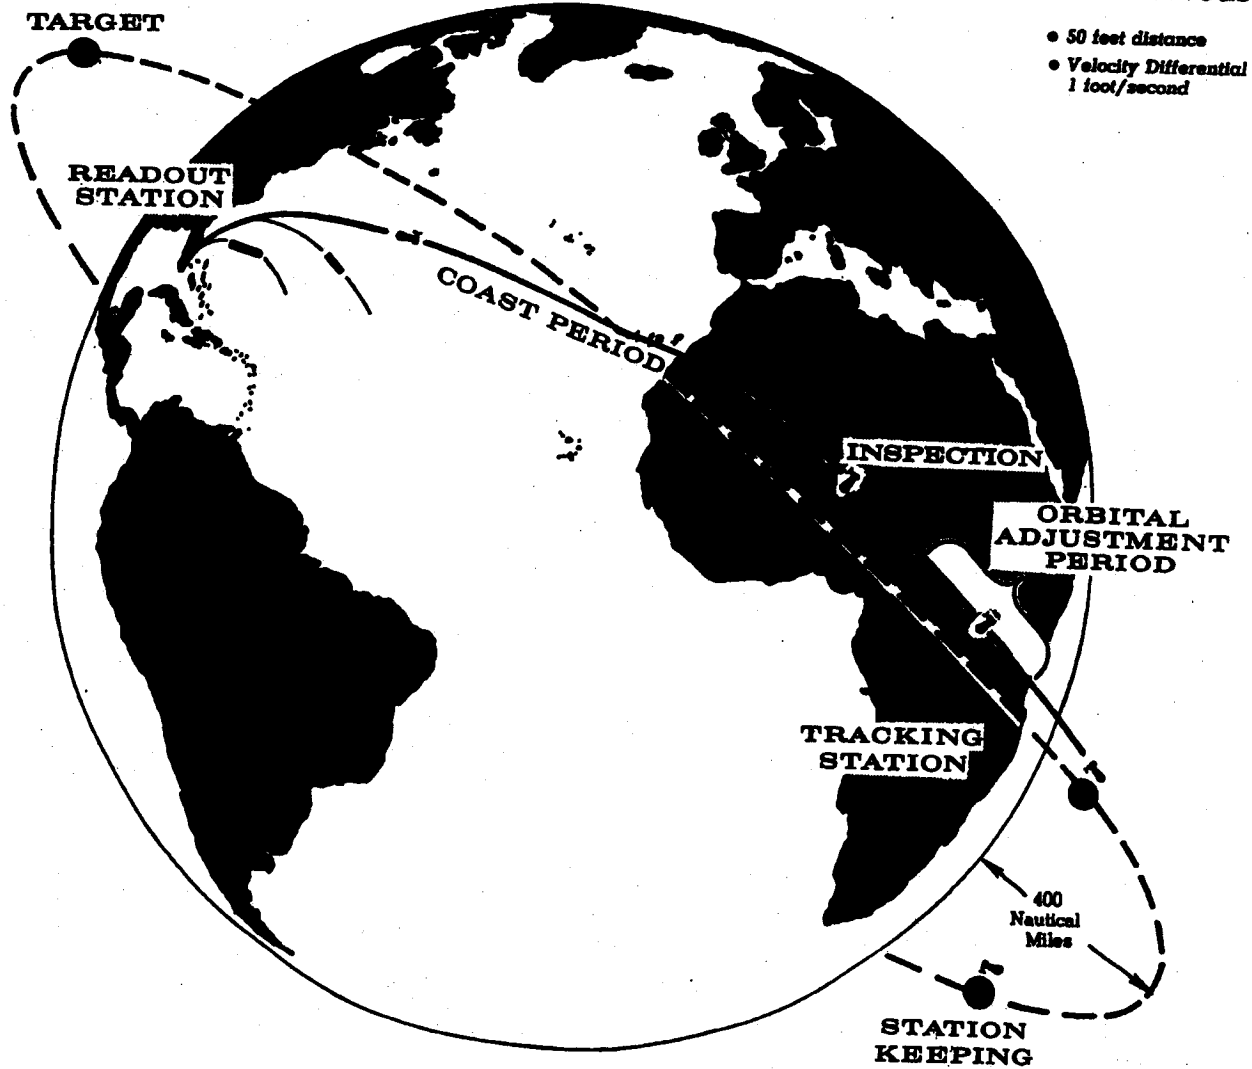 TARGET
• 50 feet distance
• Velocity Differential
1 foot/second
READOUT
STATION
COAST PERIOD
INSPECTION
ORBITAL
ADJUSTMENT
PERIOD
TRACKING
STATION
400
Nautical
Miles
STATION
KEEPING